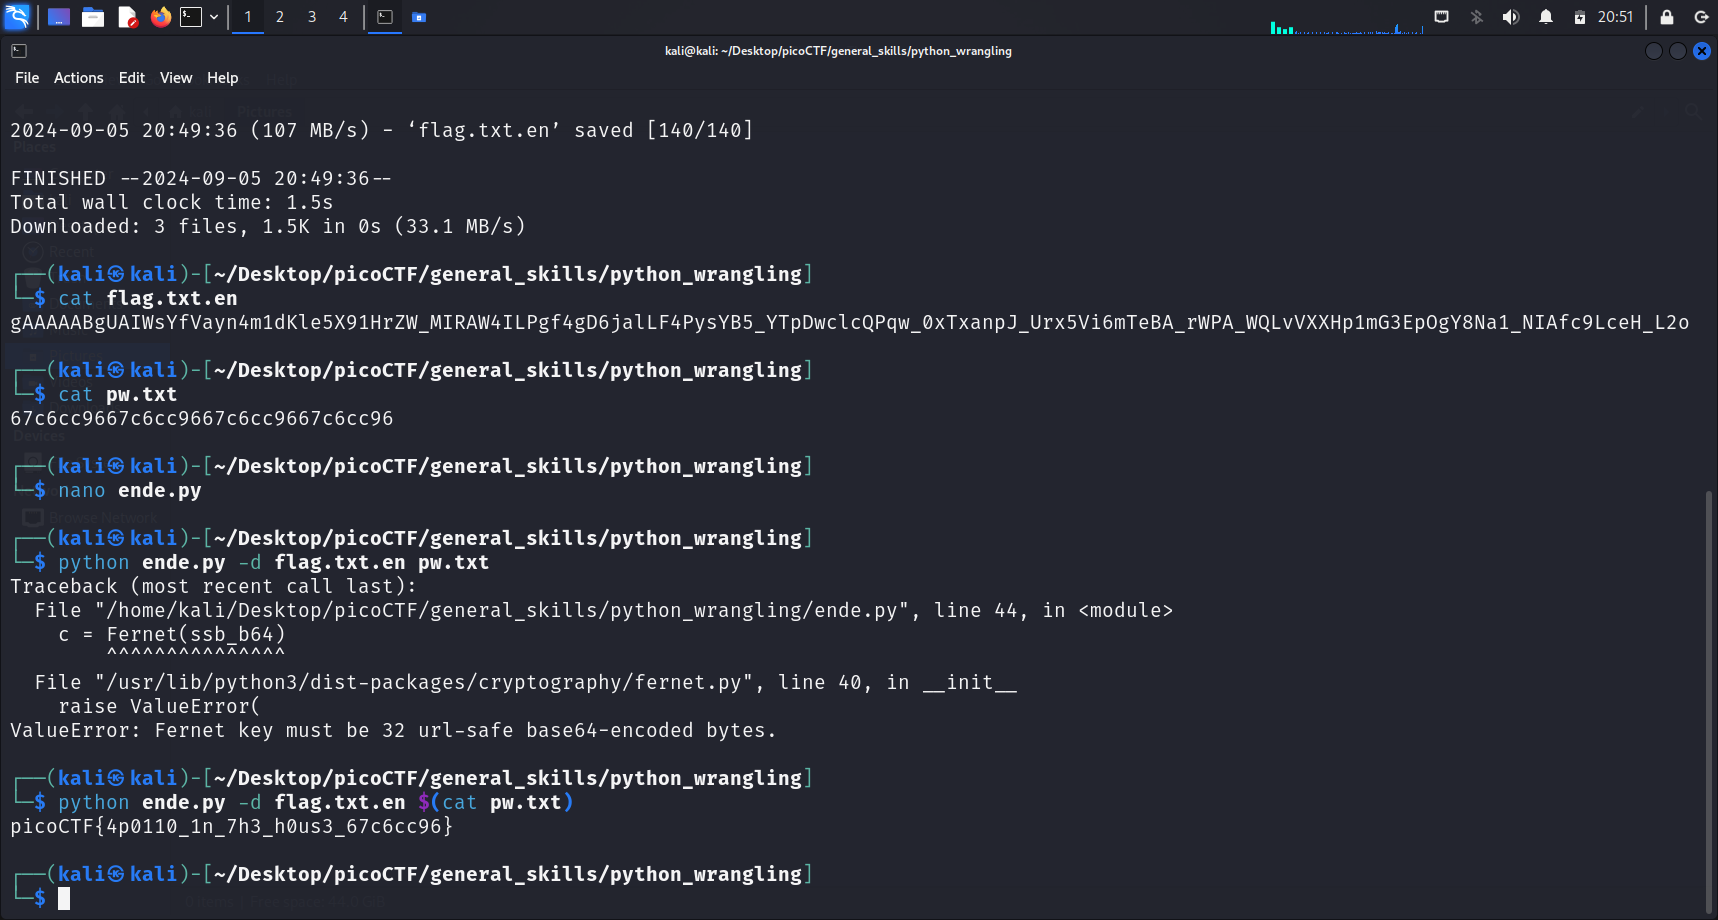 1 2 3 4 20:51
kali@kali: ~/Desktop/picoCTF/general_skills/python_wrangling
File Actions Edit View Help
2024-09-05 20:49:36 (107 MB/s) - ‘flag.txt.en’ saved [140/140]
FINISHED --2024-09-05 20:49:36--
Total wall clock time: 1.5s
Downloaded: 3 files, 1.5K in 0s (33.1 MB/s)
┌──(kali㉿kali)-[~/Desktop/picoCTF/general_skills/python_wrangling]
└─$ cat flag.txt.en
gAAAAABgUAIWsYfVayn4m1dKle5X91HrZW_MIRAW4ILPgf4gD6jalLF4PysYB5_YTpDwclcQPqw_0xTxanpJ_Urx5Vi6mTeBA_rWPA_WQLvVXXHp1mG3EpOgY8Na1_NIAfc9LceH_L2o
┌──(kali㉿kali)-[~/Desktop/picoCTF/general_skills/python_wrangling]
└─$ cat pw.txt
67c6cc9667c6cc9667c6cc9667c6cc96
┌──(kali㉿kali)-[~/Desktop/picoCTF/general_skills/python_wrangling]
└─$ nano ende.py
┌──(kali㉿kali)-[~/Desktop/picoCTF/general_skills/python_wrangling]
└─$ python ende.py -d flag.txt.en pw.txt
Traceback (most recent call last):
  File "/home/kali/Desktop/picoCTF/general_skills/python_wrangling/ende.py", line 44, in <module>
    c = Fernet(ssb_b64)
        ^^^^^^^^^^^^^^^
  File "/usr/lib/python3/dist-packages/cryptography/fernet.py", line 40, in __init__
    raise ValueError(
ValueError: Fernet key must be 32 url-safe base64-encoded bytes.
┌──(kali㉿kali)-[~/Desktop/picoCTF/general_skills/python_wrangling]
└─$ python ende.py -d flag.txt.en $(cat pw.txt)
picoCTF{4p0110_1n_7h3_h0us3_67c6cc96}
┌──(kali㉿kali)-[~/Desktop/picoCTF/general_skills/python_wrangling]
└─$